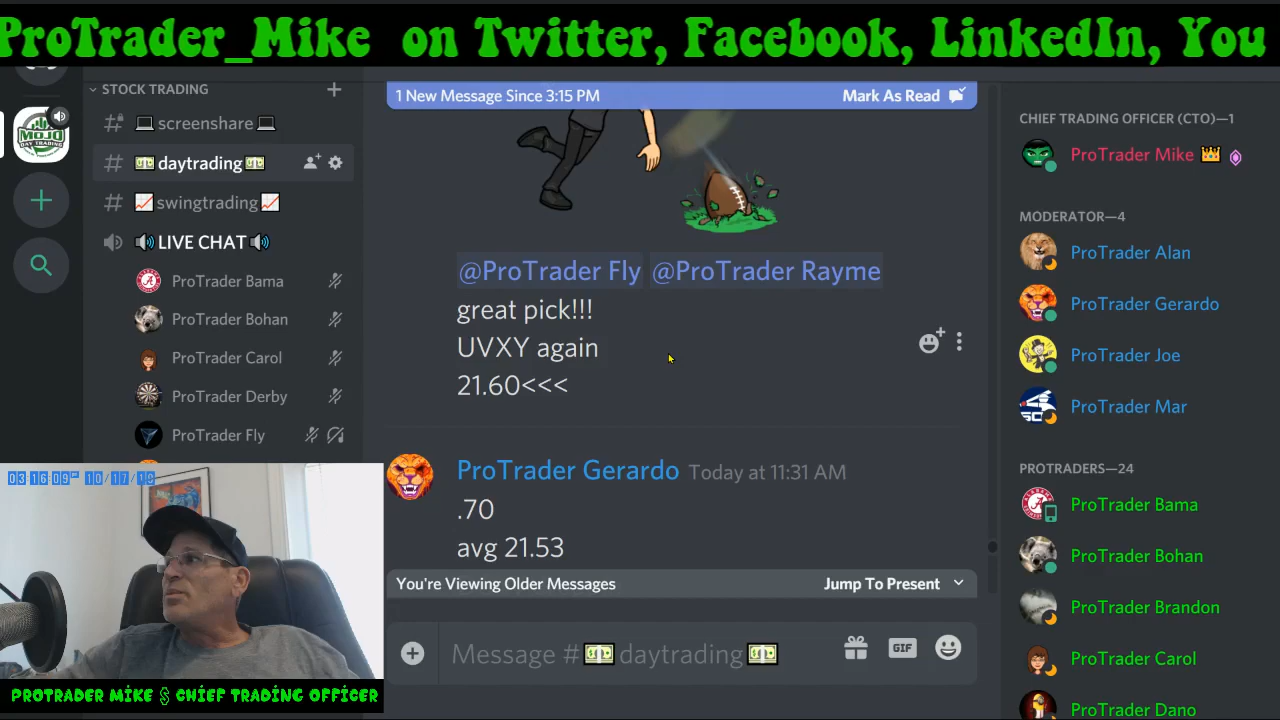 ProTrader_Mike on Twitter, Facebook, LinkedIn, You
STOCK TRADING
screenshare
daytrading
swingtrading
LIVE CHAT
ProTrader Bama
ProTrader Bohan
ProTrader Carol
ProTrader Derby
ProTrader Fly
MOJO
DAY TRADING
1 New Message Since 3:15 PM
Mark As Read
@ProTrader Fly @ProTrader Rayme
great pick!!!
UVXY again
21.60<<<
ProTrader Gerardo Today at 11:31 AM
.70
avg 21.53
You're Viewing Older Messages
Jump To Present
Message # daytrading
GIF
CHIEF TRADING OFFICER (CTO)—1
ProTrader Mike
MODERATOR—4
ProTrader Alan
ProTrader Gerardo
ProTrader Joe
ProTrader Mar
PROTRADERS—24
ProTrader Bama
ProTrader Bohan
ProTrader Brandon
ProTrader Carol
ProTrader Dano
PROTRADER MIKE $ CHIEF TRADING OFFICER